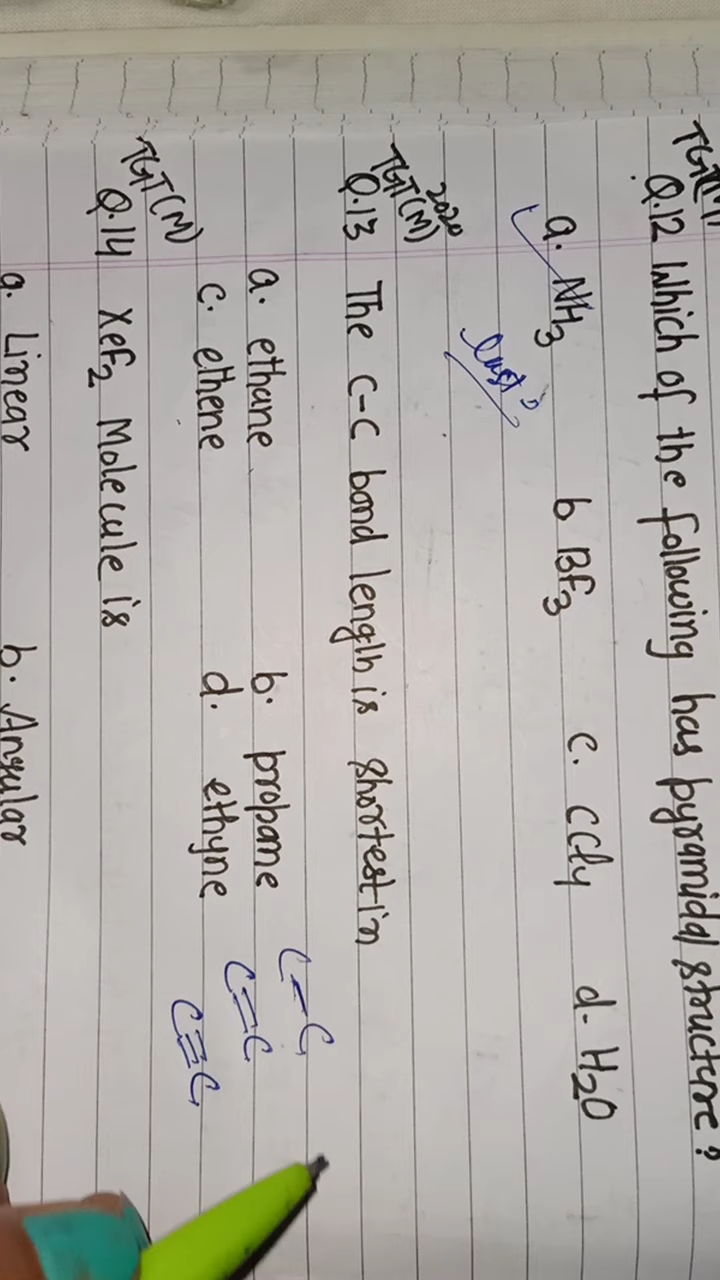 TGT(M)
Q.12 Which of the following has pyramidal structure?
a. NH3 b BF3 c. CCl4 d. H2O
2020
TGT(M)
Q.13 The C-C bond length is shortest in
a. ethane b. propane C-C
c. ethene d. ethyne C=C
C≡C
TGT(M)
Q.14 XeF2 Molecule is
a. Linear b. Angular